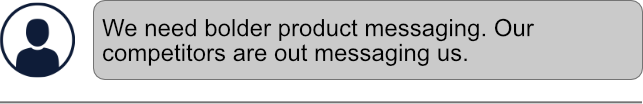 We need bolder product messaging. Our
competitors are out messaging us.